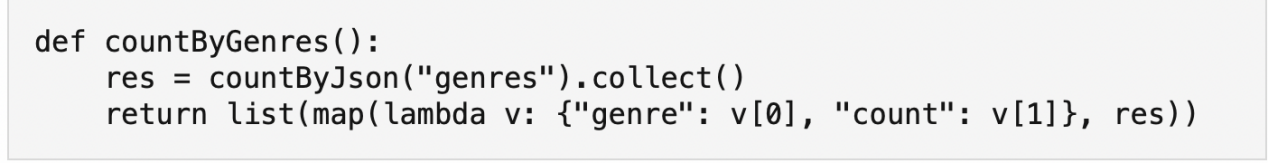 def countByGenres():
    res = countByJson("genres").collect()
    return list(map(lambda v: {"genre": v[0], "count": v[1]}, res))